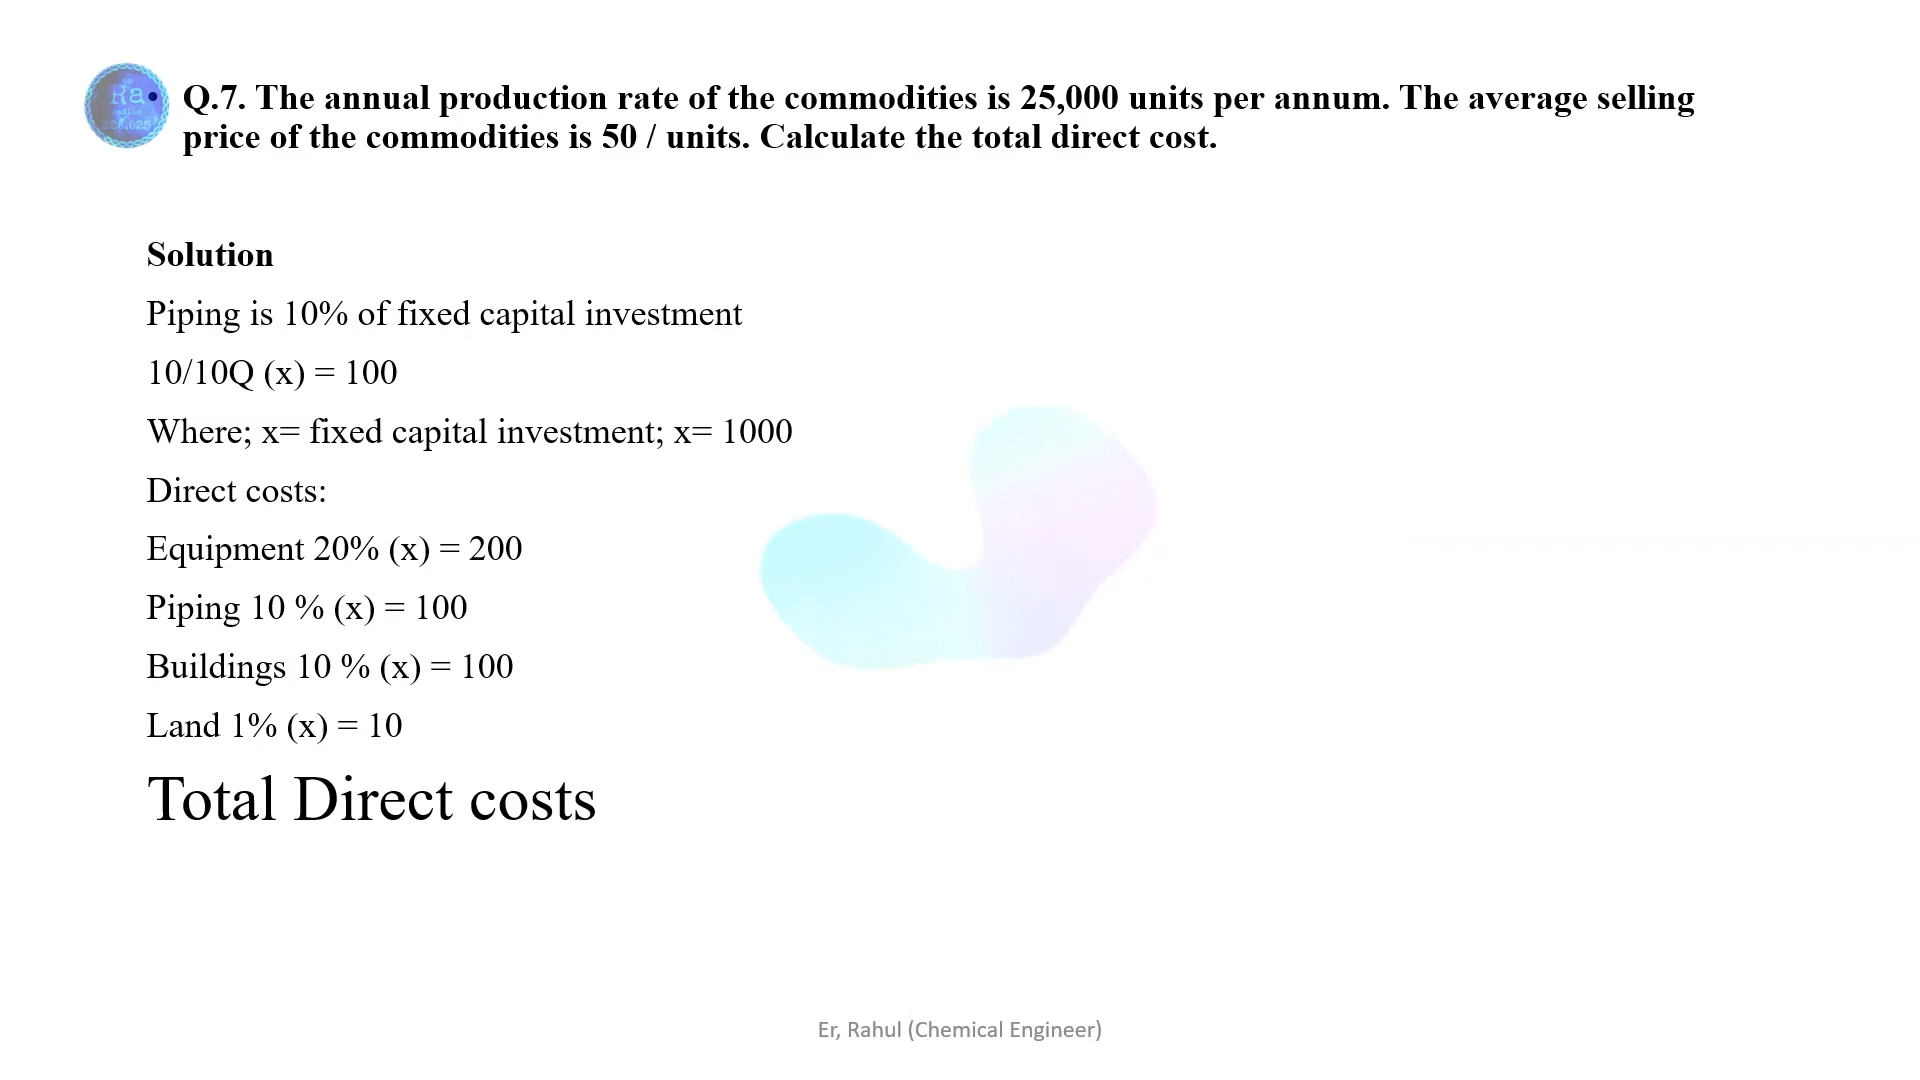 Ra
226.025
• Q.7. The annual production rate of the commodities is 25,000 units per annum. The average selling
price of the commodities is 50 / units. Calculate the total direct cost.
Solution
Piping is 10% of fixed capital investment
10/10Q (x) = 100
Where; x= fixed capital investment; x= 1000
Direct costs:
Equipment 20% (x) = 200
Piping 10 % (x) = 100
Buildings 10 % (x) = 100
Land 1% (x) = 10
Total Direct costs
Er, Rahul (Chemical Engineer)